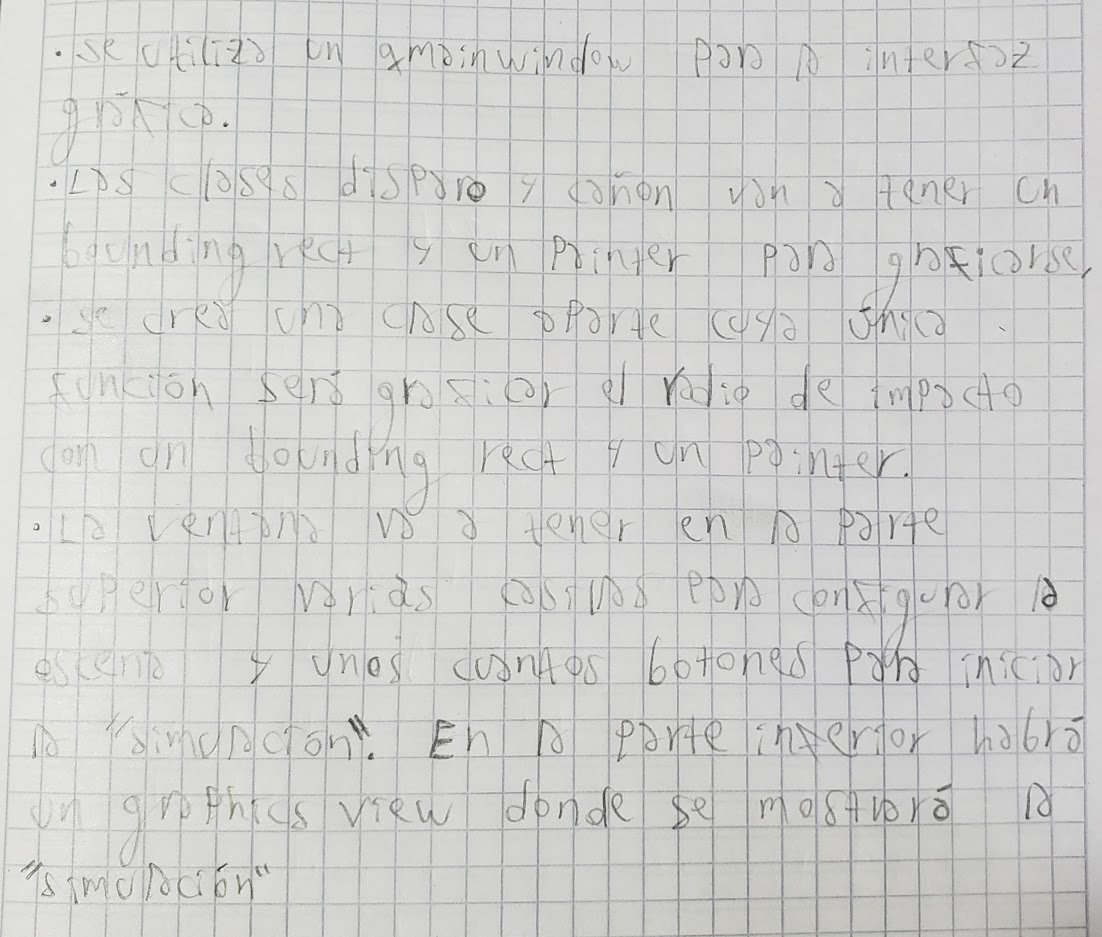 • se utiliza un qmainwindow para la interfaz
gráfica.
• Las clases disparo y cañon van a tener un
bounding rect y un painter para graficarse,
• se crea una clase aparte cuya única
función será graficar el radio de impacto
con un bounding rect y un painter.
• La ventana va a tener en la parte
superior varias casillas para configurar la
escena y unos cuantos botones para iniciar
la "simulación". En la parte inferior habrá
un graphics view donde se mostrará la
"simulación"